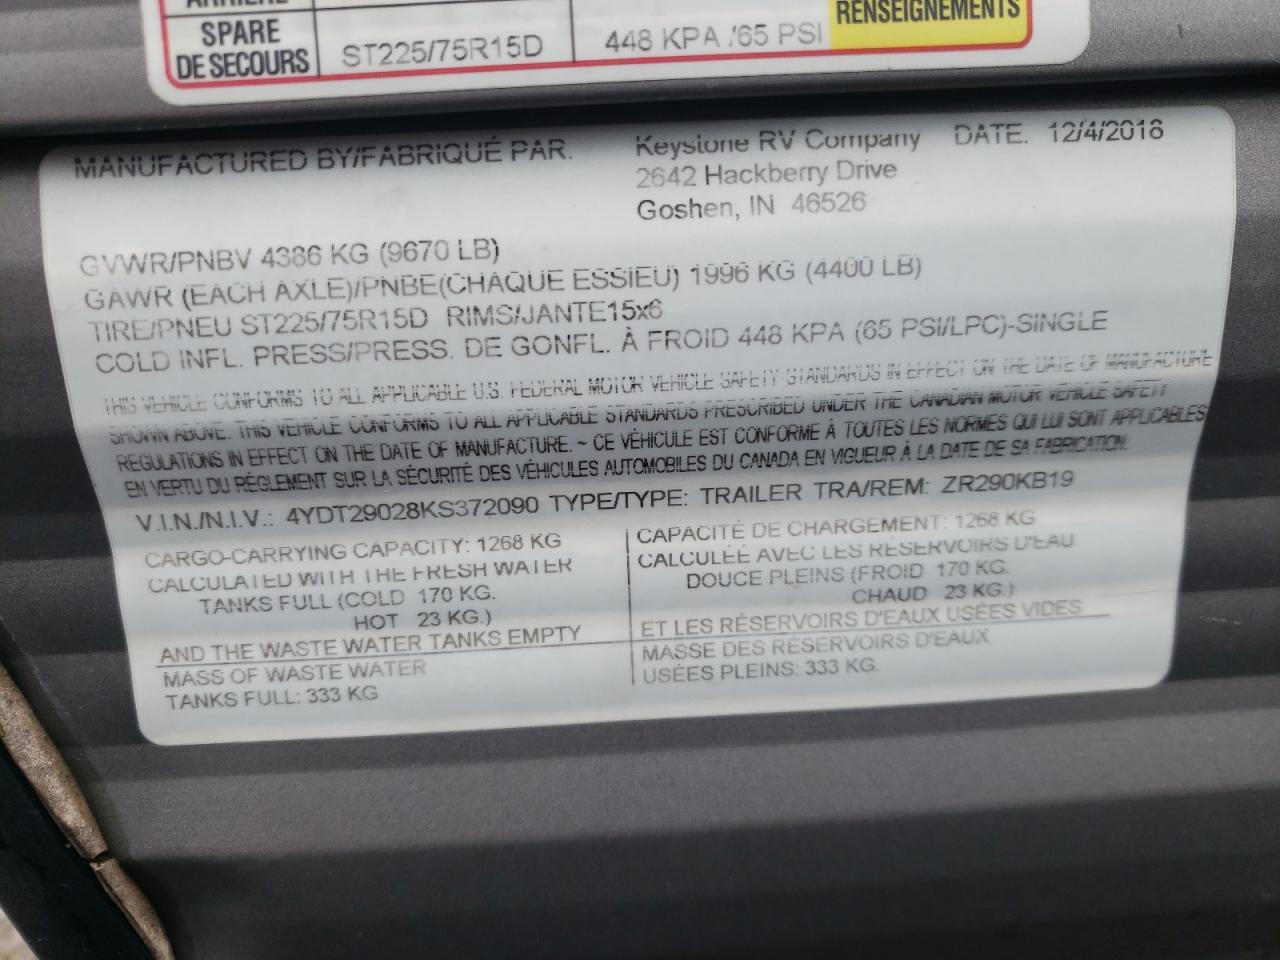 ARRIÈRE
RENSEIGNEMENTS
SPARE
DE SECOURS
ST225/75R15D
448 KPA /65 PSI
MANUFACTURED BY/FABRIQUÉ PAR.
Keystone RV Company
DATE. 12/4/2018
2642 Hackberry Drive
Goshen, IN 46526
GVWR/PNBV 4386 KG (9670 LB)
GAWR (EACH AXLE)/PNBE(CHAQUE ESSIEU) 1996 KG (4400 LB)
TIRE/PNEU ST225/75R15D RIMS/JANTE15x6
COLD INFL. PRESS/PRESS. DE GONFL. À FROID 448 KPA (65 PSI/LPC)-SINGLE
THIS VEHICLE CONFORMS TO ALL APPLICABLE U.S. FEDERAL MOTOR VEHICLE SAFETY STANDARDS IN EFFECT ON THE DATE OF MANUFACTURE
SHOWN ABOVE. THIS VEHICLE CONFORMS TO ALL APPLICABLE STANDARDS PRESCRIBED UNDER THE CANADIAN MOTOR VEHICLE SAFETY
REGULATIONS IN EFFECT ON THE DATE OF MANUFACTURE. ~ CE VÉHICULE EST CONFORME À TOUTES LES NORMES QUI LUI SONT APPLICABLES
EN VERTU DU RÈGLEMENT SUR LA SÉCURITÉ DES VÉHICULES AUTOMOBILES DU CANADA EN VIGUEUR À LA DATE DE SA FABRICATION.
V.I.N./N.I.V.: 4YDT29028KS372090 TYPE/TYPE: TRAILER TRA/REM: ZR290KB19
CARGO-CARRYING CAPACITY: 1268 KG
CALCULATED WITH THE FRESH WATER
TANKS FULL (COLD 170 KG.
HOT 23 KG.)
AND THE WASTE WATER TANKS EMPTY
MASS OF WASTE WATER
TANKS FULL: 333 KG
CAPACITÉ DE CHARGEMENT: 1268 KG
CALCULÉE AVEC LES RÉSERVOIRS D'EAU
DOUCE PLEINS (FROID 170 KG.
CHAUD 23 KG.)
ET LES RÉSERVOIRS D'EAUX USÉES VIDES
MASSE DES RÉSERVOIRS D'EAUX
USÉES PLEINS: 333 KG.